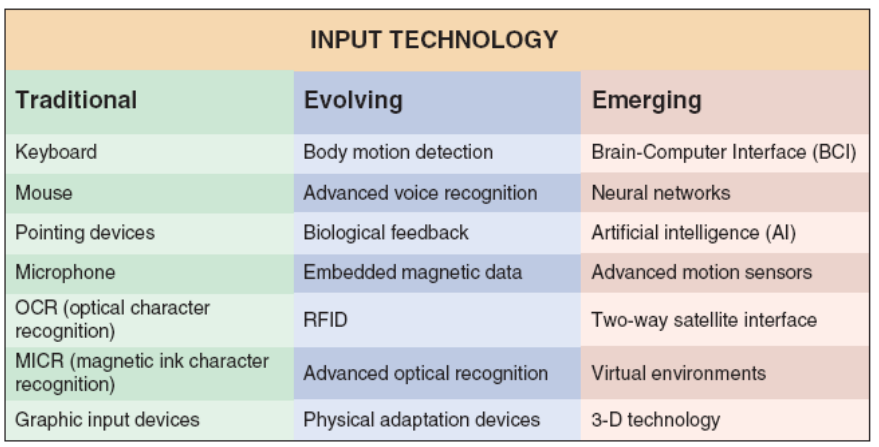 INPUT TECHNOLOGY
Traditional Evolving Emerging
Keyboard Body motion detection Brain-Computer Interface (BCI)
Mouse Advanced voice recognition Neural networks
Pointing devices Biological feedback Artificial intelligence (AI)
Microphone Embedded magnetic data Advanced motion sensors
OCR (optical character
recognition) RFID Two-way satellite interface
MICR (magnetic ink character
recognition) Advanced optical recognition Virtual environments
Graphic input devices Physical adaptation devices 3-D technology